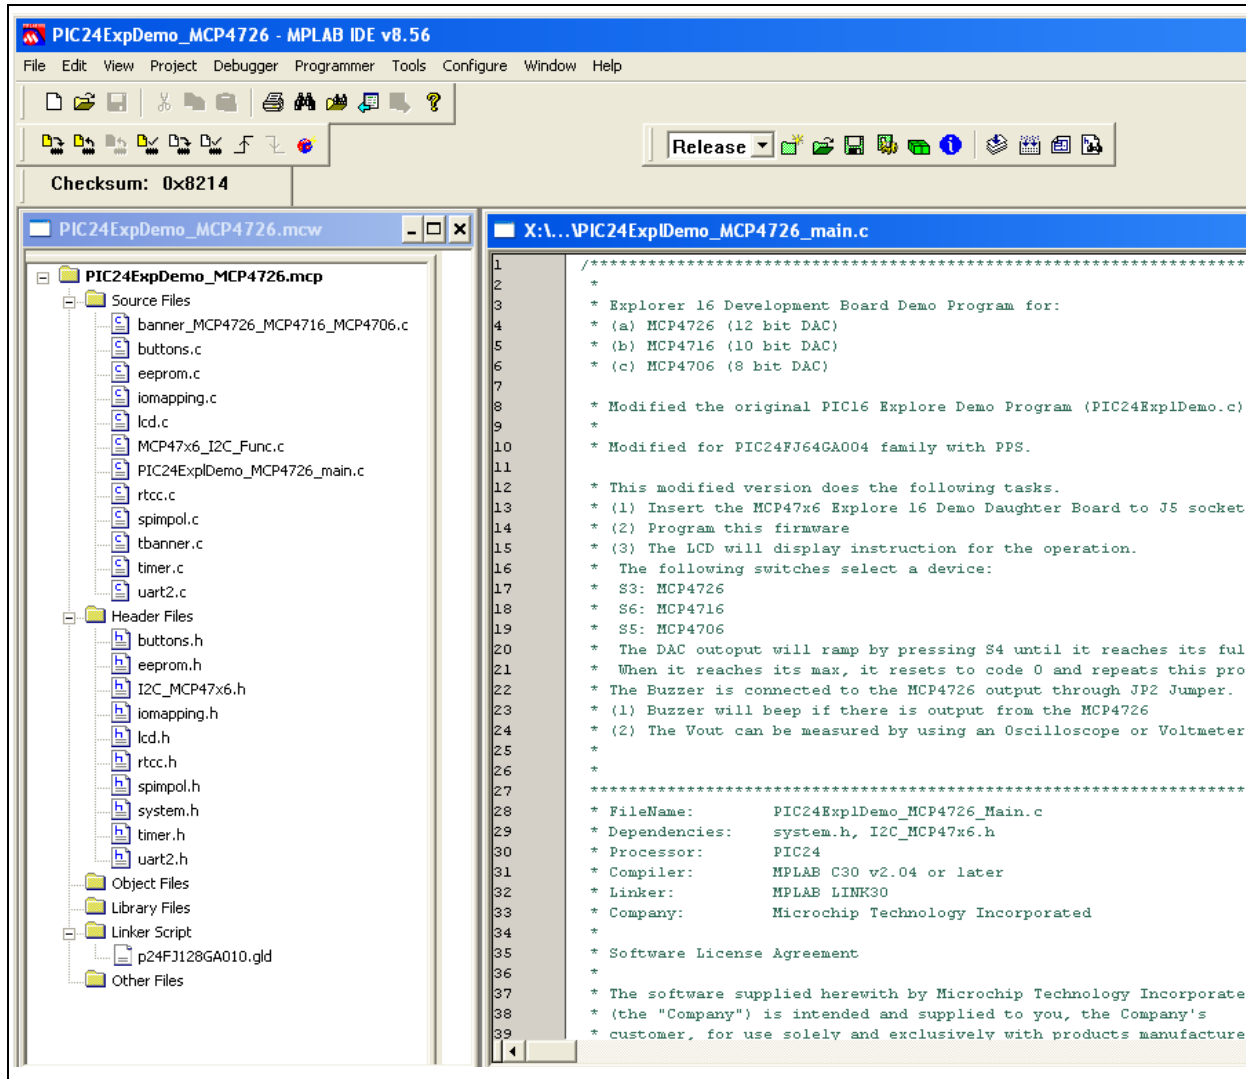 PIC24ExpDemo_MCP4726 - MPLAB IDE v8.56
File Edit View Project Debugger Programmer Tools Configure Window Help
Release
Checksum: 0x8214
PIC24ExpDemo_MCP4726.mcw
PIC24ExpDemo_MCP4726.mcp
Source Files
banner_MCP4726_MCP4716_MCP4706.c
buttons.c
eeprom.c
iomapping.c
lcd.c
MCP47x6_I2C_Func.c
PIC24ExplDemo_MCP4726_main.c
rtcc.c
spimpol.c
tbanner.c
timer.c
uart2.c
Header Files
buttons.h
eeprom.h
I2C_MCP47x6.h
iomapping.h
lcd.h
rtcc.h
spimpol.h
system.h
timer.h
uart2.h
Object Files
Library Files
Linker Script
p24FJ128GA010.gld
Other Files
X:\...\PIC24ExplDemo_MCP4726_main.c
1 /*************************************************************************
2 *
3 * Explorer 16 Development Board Demo Program for:
4 * (a) MCP4726 (12 bit DAC)
5 * (b) MCP4716 (10 bit DAC)
6 * (c) MCP4706 (8 bit DAC)
7
8 * Modified the original PIC16 Explore Demo Program (PIC24ExplDemo.c)
9 *
10 * Modified for PIC24FJ64GA004 family with PPS.
11
12 * This modified version does the following tasks.
13 * (1) Insert the MCP47x6 Explore 16 Demo Daughter Board to J5 socket
14 * (2) Program this firmware
15 * (3) The LCD will display instruction for the operation.
16 * The following switches select a device:
17 * S3: MCP4726
18 * S6: MCP4716
19 * S5: MCP4706
20 * The DAC outoput will ramp by pressing S4 until it reaches its ful
21 * When it reaches its max, it resets to code 0 and repeats this pro
22 * The Buzzer is connected to the MCP4726 output through JP2 Jumper.
23 * (1) Buzzer will beep if there is output from the MCP4726
24 * (2) The Vout can be measured by using an Oscilloscope or Voltmeter
25 *
26 *
27 *************************************************************************
28 * FileName: PIC24ExplDemo_MCP4726_Main.c
29 * Dependencies: system.h, I2C_MCP47x6.h
30 * Processor: PIC24
31 * Compiler: MPLAB C30 v2.04 or later
32 * Linker: MPLAB LINK30
33 * Company: Microchip Technology Incorporated
34 *
35 * Software License Agreement
36 *
37 * The software supplied herewith by Microchip Technology Incorporate
38 * (the "Company") is intended and supplied to you, the Company's
39 * customer, for use solely and exclusively with products manufacture